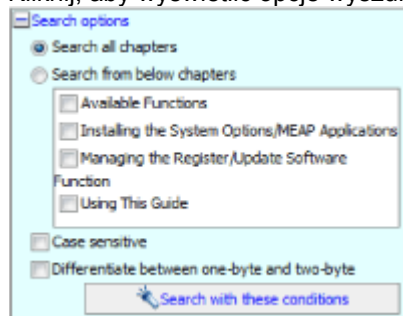 Search options
Search all chapters
Search from below chapters
Available Functions
Installing the System Options/MEAP Applications
Managing the Register/Update Software
Function
Using This Guide
Case sensitive
Differentiate between one-byte and two-byte
Search with these conditions